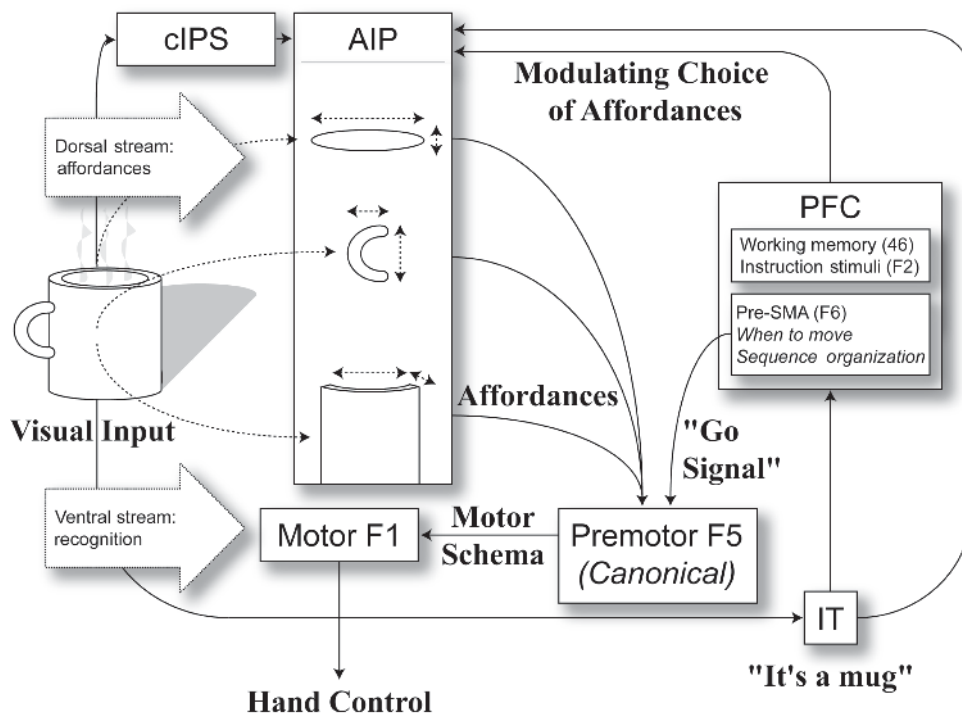 cIPS
AIP
Modulating Choice
of Affordances
Dorsal stream:
affordances
PFC
Working memory (46)
Instruction stimuli (F2)
Pre-SMA (F6)
When to move
Sequence organization
Visual Input
Affordances
"Go
Signal"
Ventral stream:
recognition
Motor F1
Motor
Schema
Premotor F5
(Canonical)
IT
"It's a mug"
Hand Control